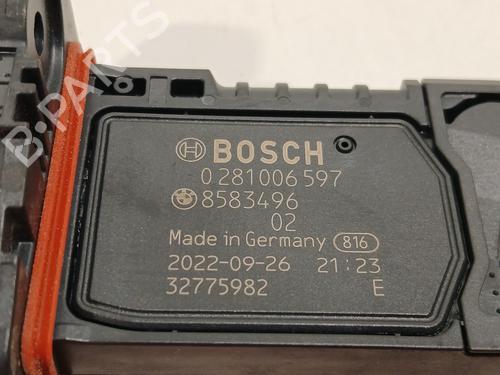 B-PARTS
BOSCH
0 281 006 597
8583496
02
Made in Germany 816
2022-09-26 21:23
32775982 E